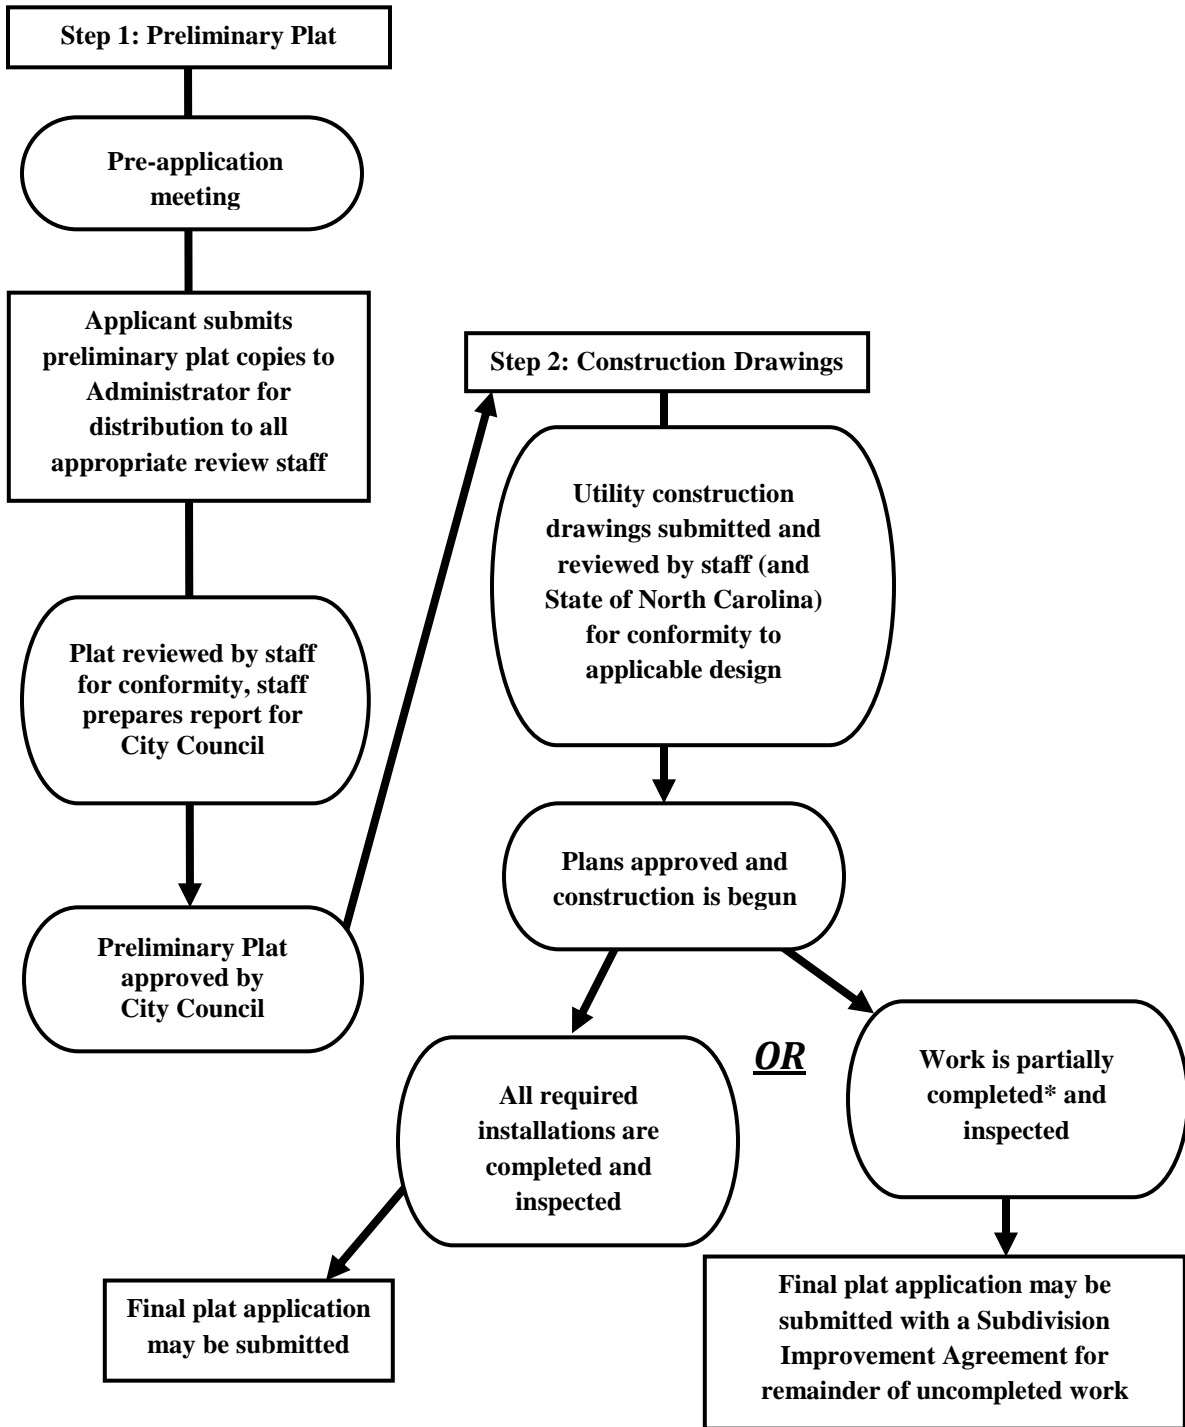 Step 1: Preliminary Plat
Pre-application
meeting
Applicant submits
preliminary plat copies to
Administrator for
distribution to all
appropriate review staff
Plat reviewed by staff
for conformity, staff
prepares report for
City Council
Preliminary Plat
approved by
City Council
Step 2: Construction Drawings
Utility construction
drawings submitted and
reviewed by staff (and
State of North Carolina)
for conformity to
applicable design
Plans approved and
construction is begun
All required
installations are
completed and
inspected
OR
Work is partially
completed* and
inspected
Final plat application
may be submitted
Final plat application may be
submitted with a Subdivision
Improvement Agreement for
remainder of uncompleted work